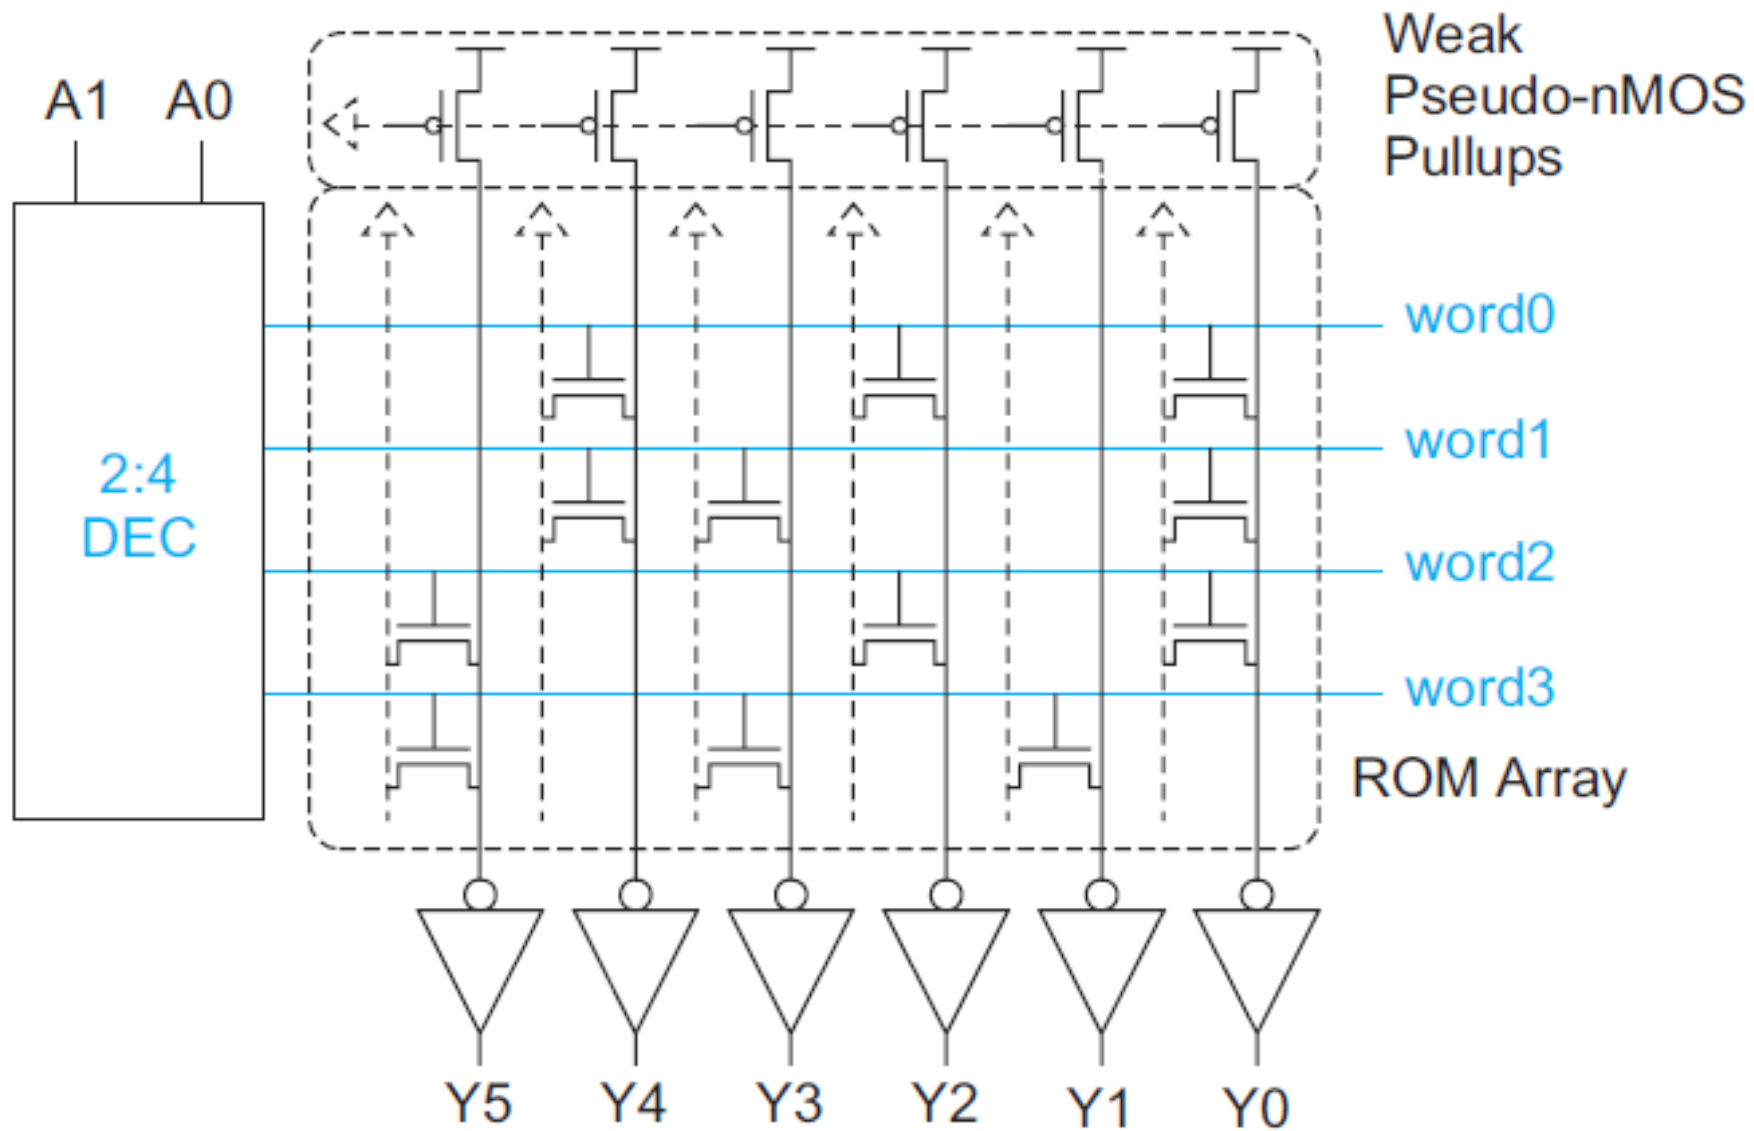 Weak
Pseudo-nMOS
Pullups
A1 A0
word0
word1
2:4
DEC
word2
word3
ROM Array
Y5 Y4 Y3 Y2 Y1 Y0